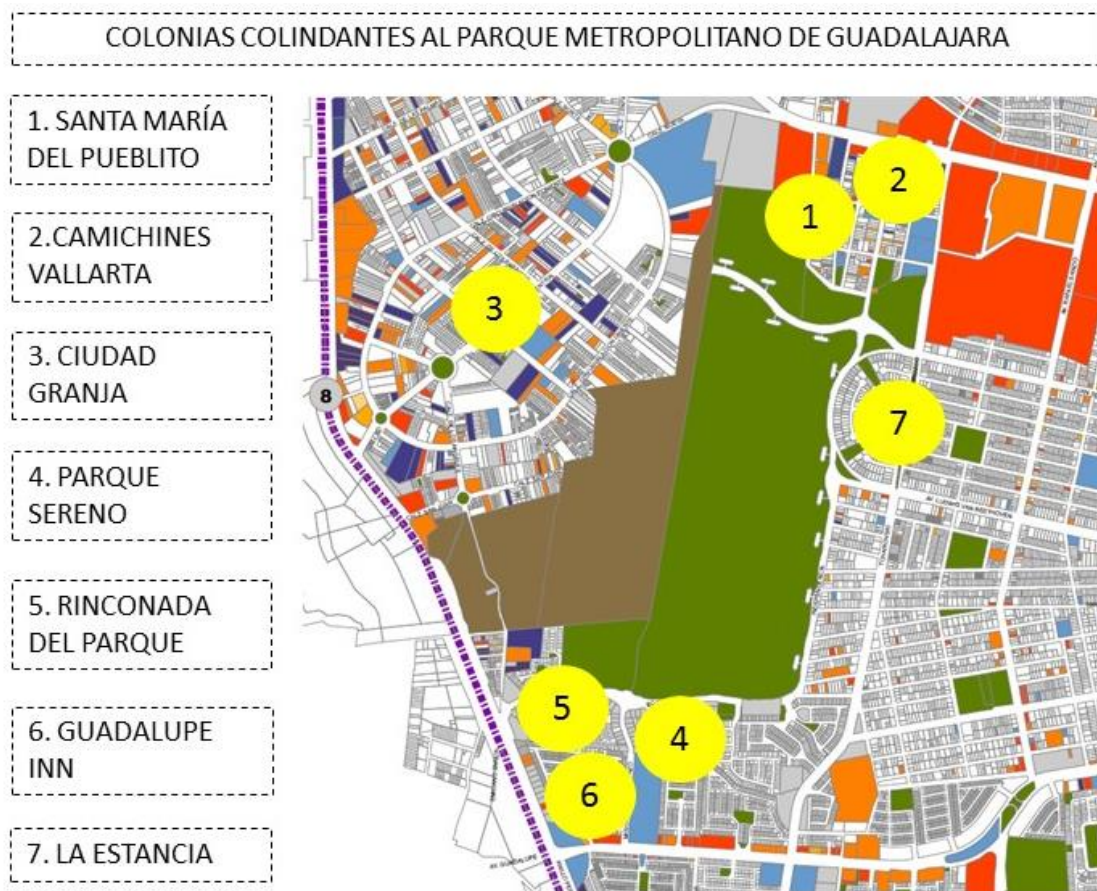 COLONIAS COLINDANTES AL PARQUE METROPOLITANO DE GUADALAJARA
1. SANTA MARÍA
DEL PUEBLITO
2.CAMICHINES
VALLARTA
3. CIUDAD
GRANJA
4. PARQUE
SERENO
5. RINCONADA
DEL PARQUE
6. GUADALUPE
INN
7. LA ESTANCIA
1
2
3
8
7
5
4
6
AV. GUADALUPE